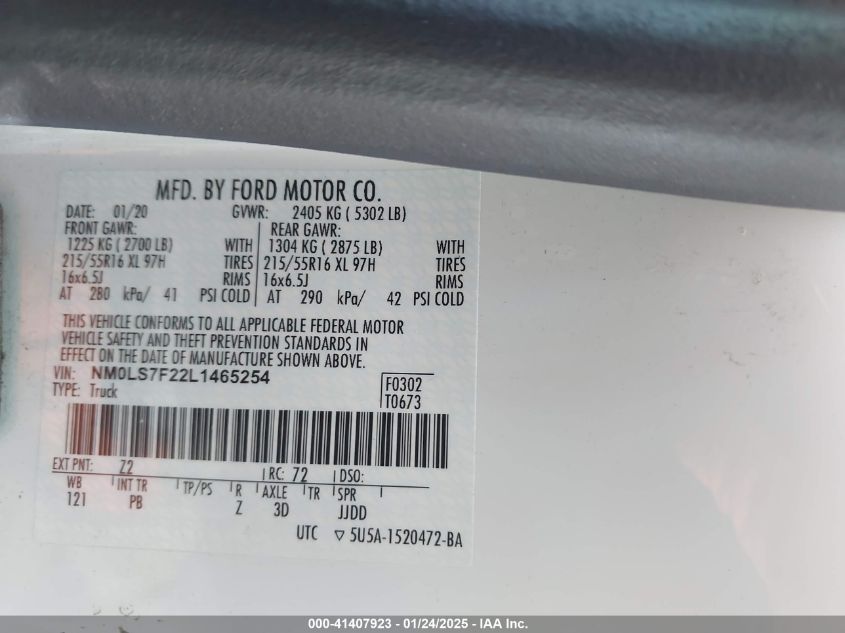 MFD. BY FORD MOTOR CO.
DATE: 01/20 GVWR: 2405 KG ( 5302 LB)
FRONT GAWR: REAR GAWR:
1225 KG ( 2700 LB) WITH 1304 KG ( 2875 LB) WITH
215/55R16 XL 97H TIRES 215/55R16 XL 97H TIRES
16x6.5J RIMS 16x6.5J RIMS
AT 280 kPa/ 41 PSI COLD AT 290 kPa/ 42 PSI COLD
THIS VEHICLE CONFORMS TO ALL APPLICABLE FEDERAL MOTOR
VEHICLE SAFETY AND THEFT PREVENTION STANDARDS IN
EFFECT ON THE DATE OF MANUFACTURE SHOWN ABOVE.
VIN: NM0LS7F22L1465254
TYPE: Truck
F0302
T0673
EXT PNT: Z2 RC: 72 DSO:
WB INT TR TP/PS R AXLE TR SPR
121 PB Z 3D JJDD
UTC ▽ 5U5A-1520472-BA
000-41407923 - 01/24/2025 - IAA Inc.